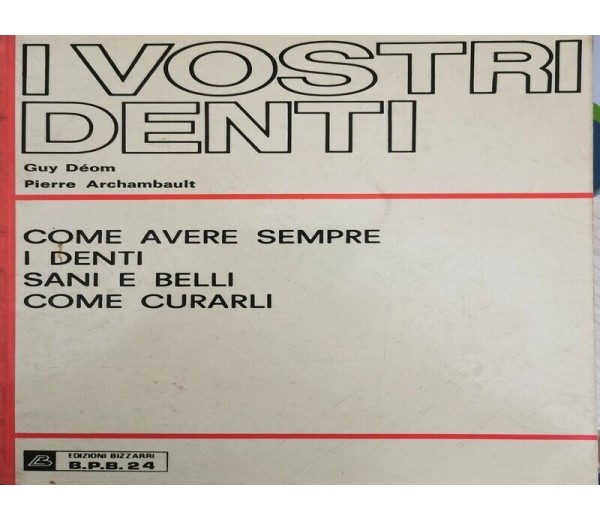 I VOSTRI
DENTI
Guy Déom
Pierre Archambault
COME AVERE SEMPRE
I DENTI
SANI E BELLI
COME CURARLI
EDIZIONI BIZZARRI
B.P.B. 24